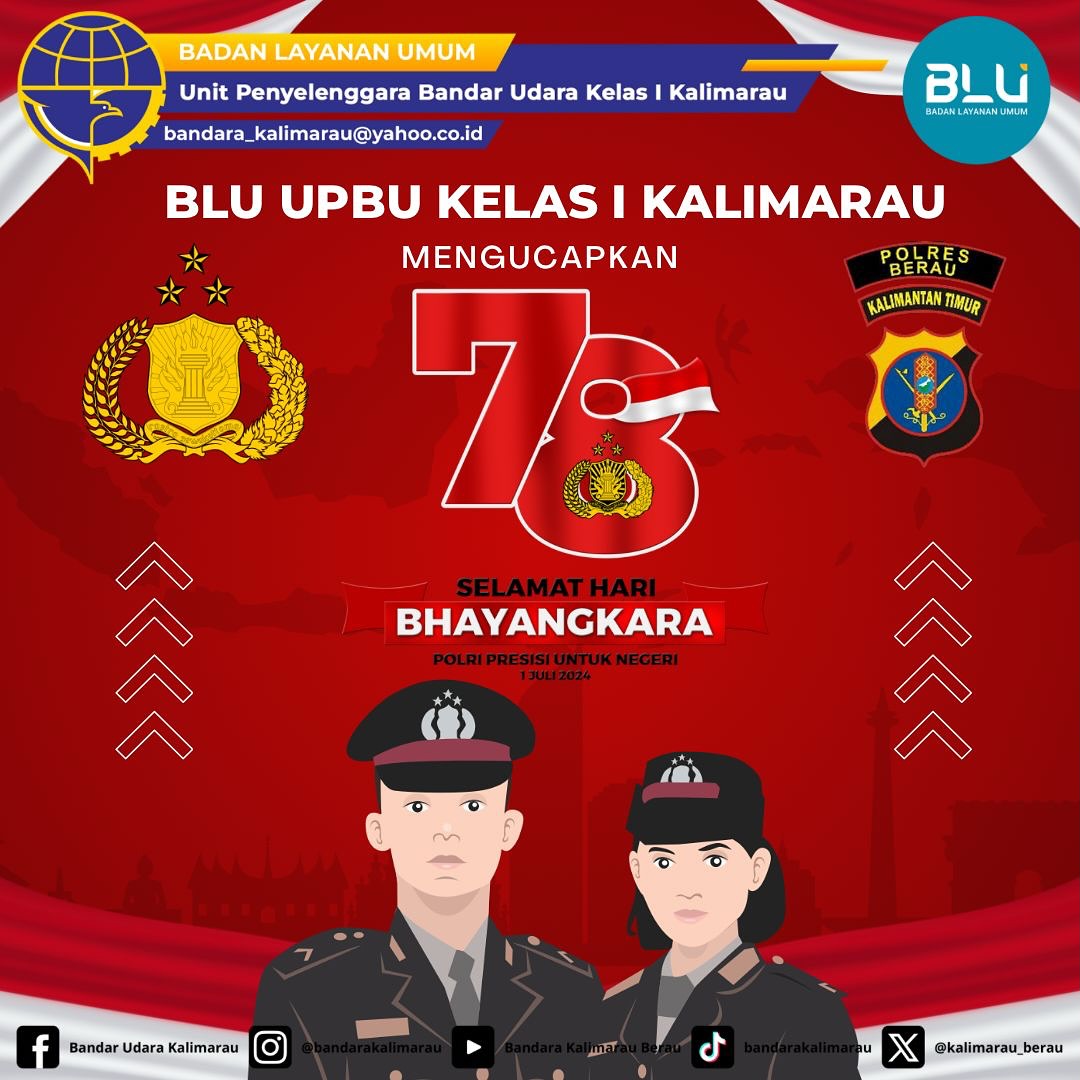 BADAN LAYANAN UMUM
Unit Penyelenggara Bandar Udara Kelas I Kalimarau
bandara_kalimarau@yahoo.co.id
BLU
BADAN LAYANAN UMUM
BLU UPBU KELAS I KALIMARAU
MENGUCAPKAN
POLRES
BERAU
KALIMANTAN TIMUR
78
SELAMAT HARI
BHAYANGKARA
POLRI PRESISI UNTUK NEGERI
1 JULI 2024
Bandar Udara Kalimarau
@bandarakalimarau
Bandara Kalimarau Berau
bandarakalimarau
@kalimarau_berau